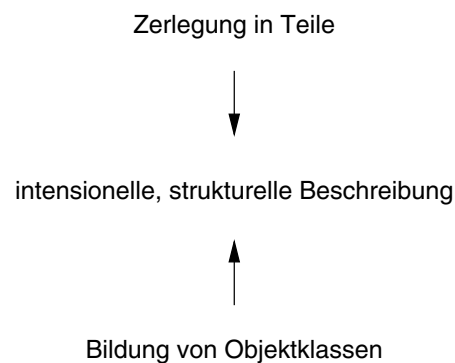 Zerlegung in Teile
intensionelle, strukturelle Beschreibung
Bildung von Objektklassen